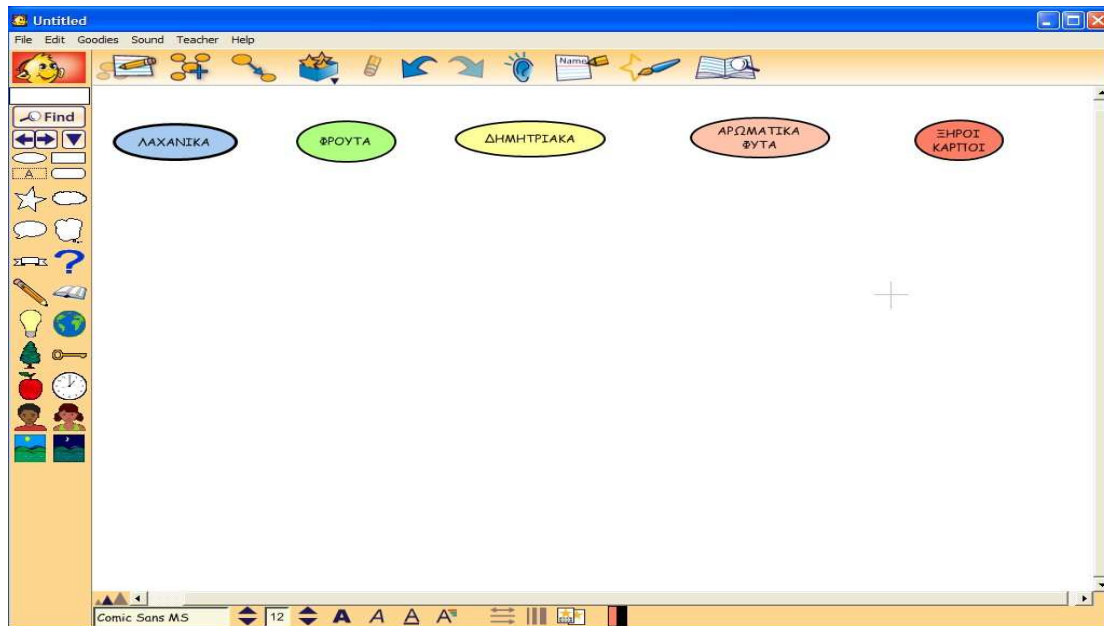 Untitled
File Edit Goodies Sound Teacher Help
Name
Find
A
ΛΑΧΑΝΙΚΑ
ΦΡΟΥΤΑ
ΔΗΜΗΤΡΙΑΚΑ
ΑΡΩΜΑΤΙΚΑ
ΦΥΤΑ
ΞΗΡΟΙ
ΚΑΡΠΟΙ
Comic Sans MS 12 A A A A